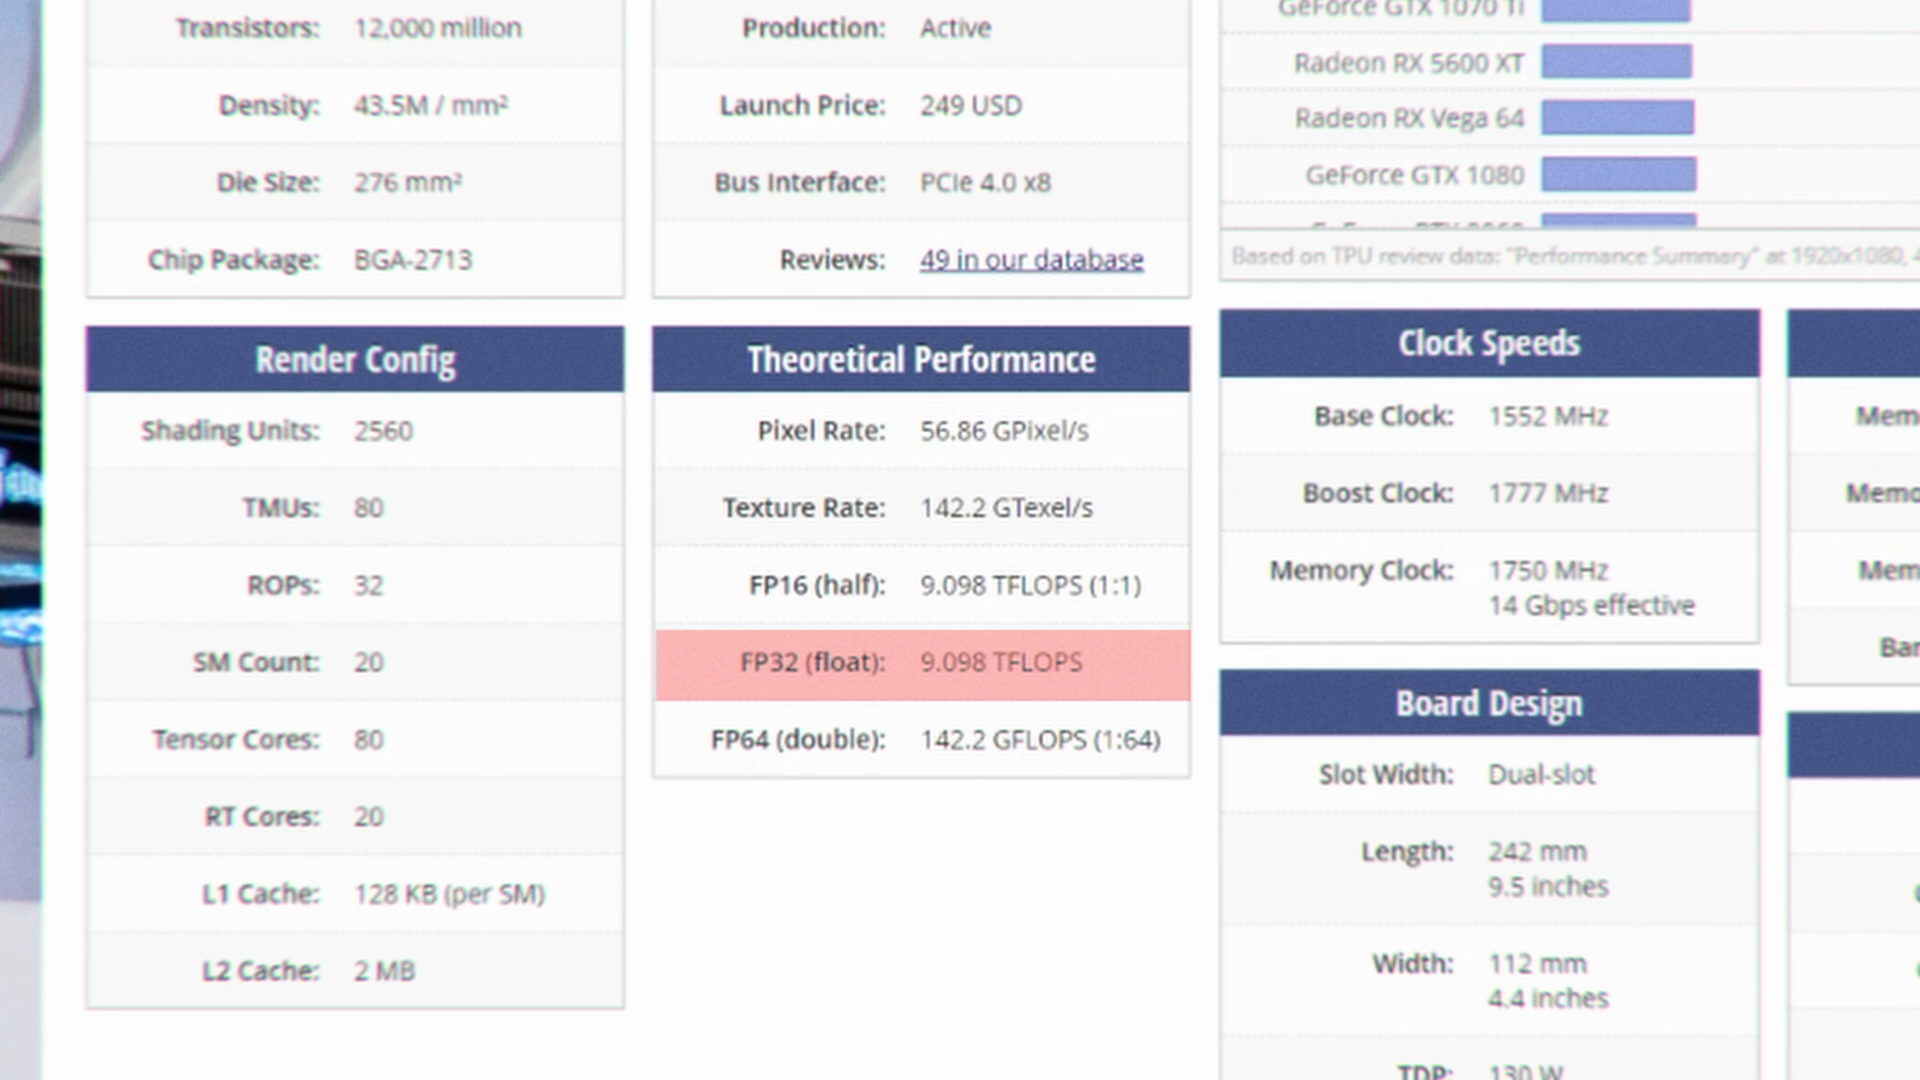 Transistors: 12,000 million
Density: 43.5M / mm²
Die Size: 276 mm²
Chip Package: BGA-2713
Production: Active
Launch Price: 249 USD
Bus Interface: PCIe 4.0 x8
Reviews: 49 in our database
GeForce GTX 1070 Ti
Radeon RX 5600 XT
Radeon RX Vega 64
GeForce GTX 1080
Based on TPU review data: "Performance Summary" at 1920x1080,
Render Config
Shading Units: 2560
TMUs: 80
ROPs: 32
SM Count: 20
Tensor Cores: 80
RT Cores: 20
L1 Cache: 128 KB (per SM)
L2 Cache: 2 MB
Theoretical Performance
Pixel Rate: 56.86 GPixel/s
Texture Rate: 142.2 GTexel/s
FP16 (half): 9.098 TFLOPS (1:1)
FP32 (float): 9.098 TFLOPS
FP64 (double): 142.2 GFLOPS (1:64)
Clock Speeds
Base Clock: 1552 MHz
Boost Clock: 1777 MHz
Memory Clock: 1750 MHz
14 Gbps effective
Board Design
Slot Width: Dual-slot
Length: 242 mm
9.5 inches
Width: 112 mm
4.4 inches
TDP: 130 W